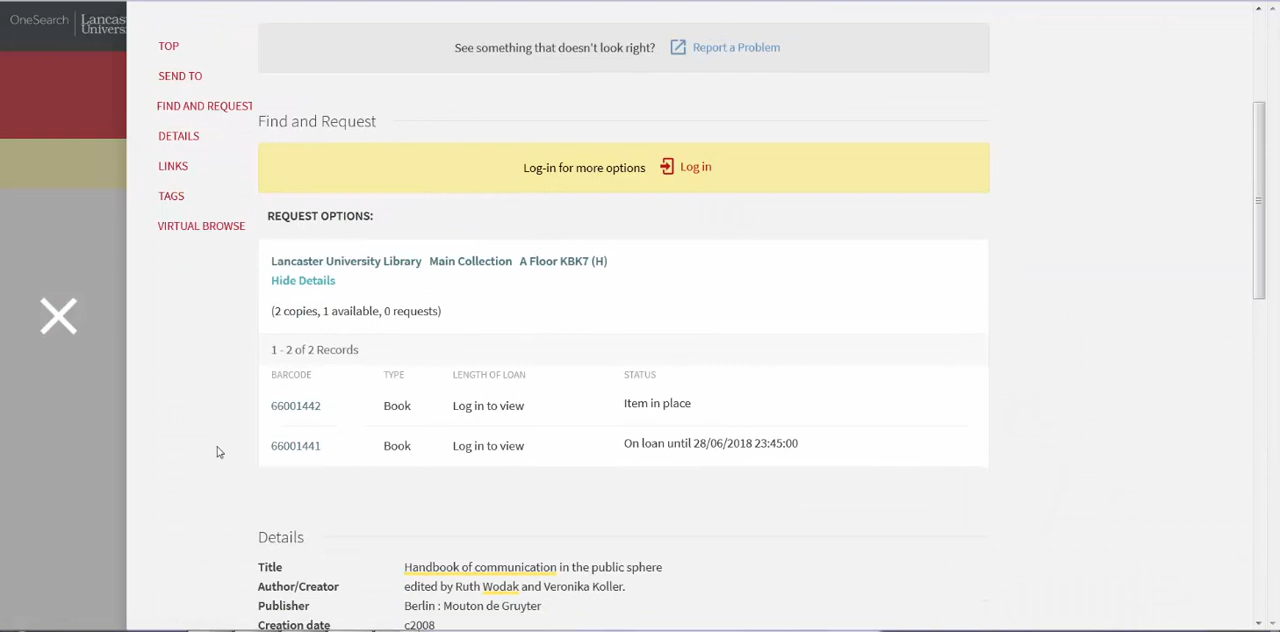 OneSearch
Lancas
Univers
TOP
SEND TO
FIND AND REQUEST
DETAILS
LINKS
TAGS
VIRTUAL BROWSE
See something that doesn't look right? Report a Problem
Find and Request
Log-in for more options Log in
REQUEST OPTIONS:
Lancaster University Library Main Collection A Floor KBK7 (H)
Hide Details
(2 copies, 1 available, 0 requests)
1 - 2 of 2 Records
BARCODE TYPE LENGTH OF LOAN STATUS
66001442 Book Log in to view Item in place
66001441 Book Log in to view On loan until 28/06/2018 23:45:00
Details
Title Handbook of communication in the public sphere
Author/Creator edited by Ruth Wodak and Veronika Koller.
Publisher Berlin : Mouton de Gruyter
Creation date c2008